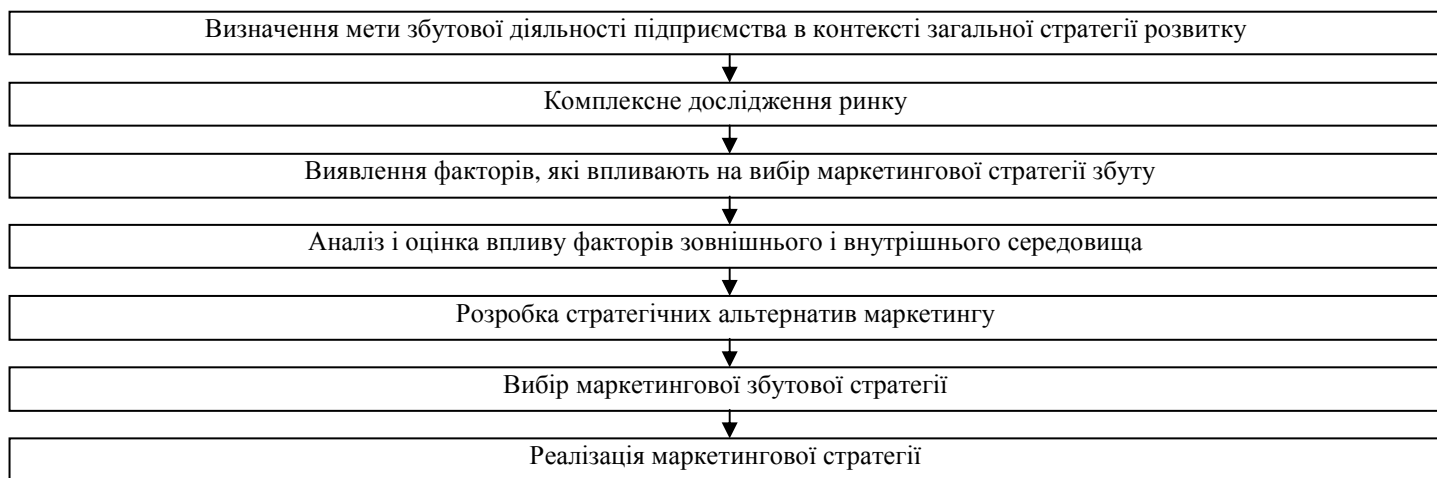 Визначення мети збутової діяльності підприємства в контексті загальної стратегії розвитку
Комплексне дослідження ринку
Виявлення факторів, які впливають на вибір маркетингової стратегії збуту
Аналіз і оцінка впливу факторів зовнішнього і внутрішнього середовища
Розробка стратегічних альтернатив маркетингу
Вибір маркетингової збутової стратегії
Реалізація маркетингової стратегії